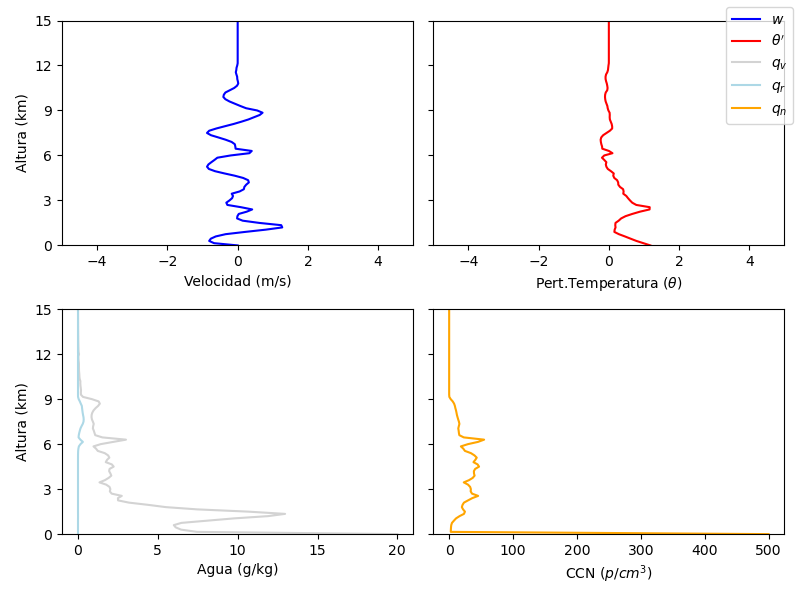 15
12
9
6
3
0
Altura (km)
−4 −2 0 2 4
Velocidad (m/s)
−4 −2 0 2 4
Pert.Temperatura (θ)
w
θ′
q_v
q_r
q_n
15
12
9
6
3
0
Altura (km)
0 5 10 15 20
Agua (g/kg)
0 100 200 300 400 500
CCN (p/cm³)